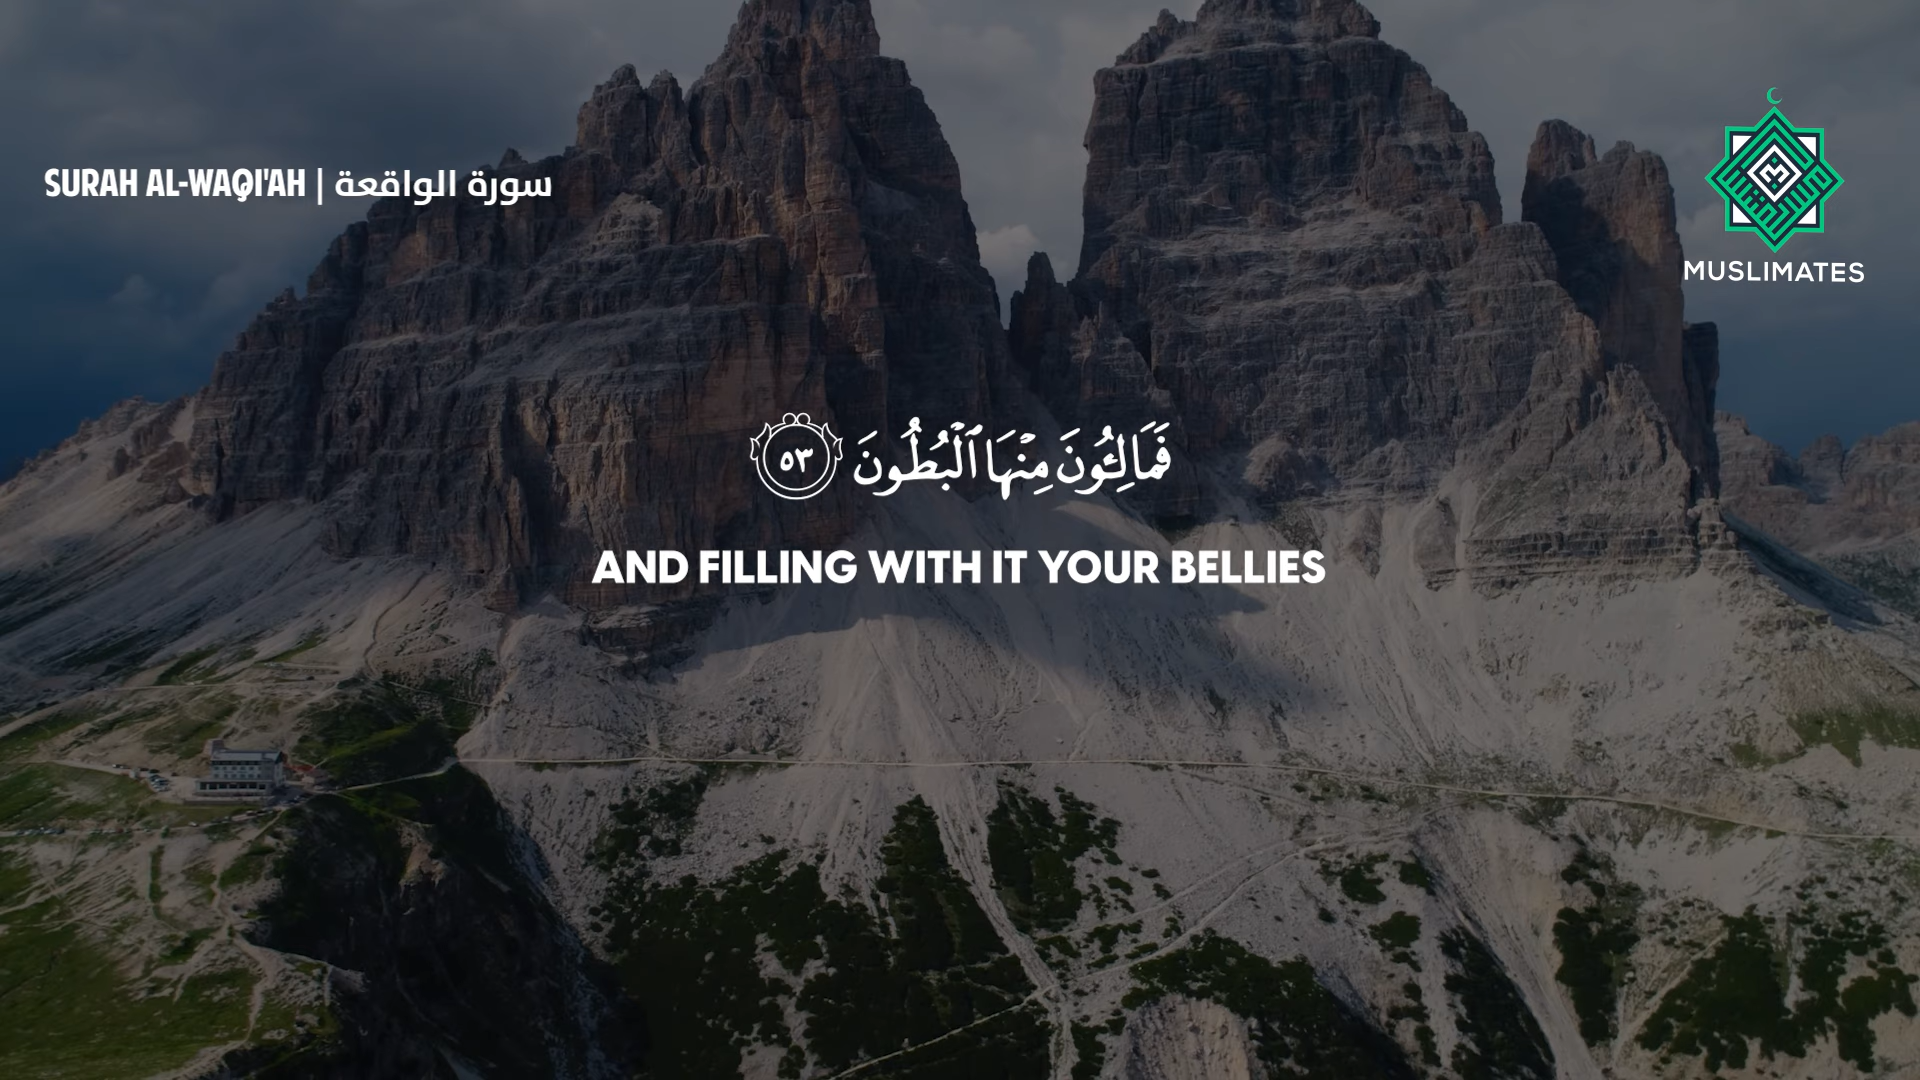 SURAH AL-WAQI'AH | سورة الواقعة
MUSLIMATES
فَمَالِـُٔونَ مِنْهَا ٱلْبُطُونَ ٥٣
AND FILLING WITH IT YOUR BELLIES